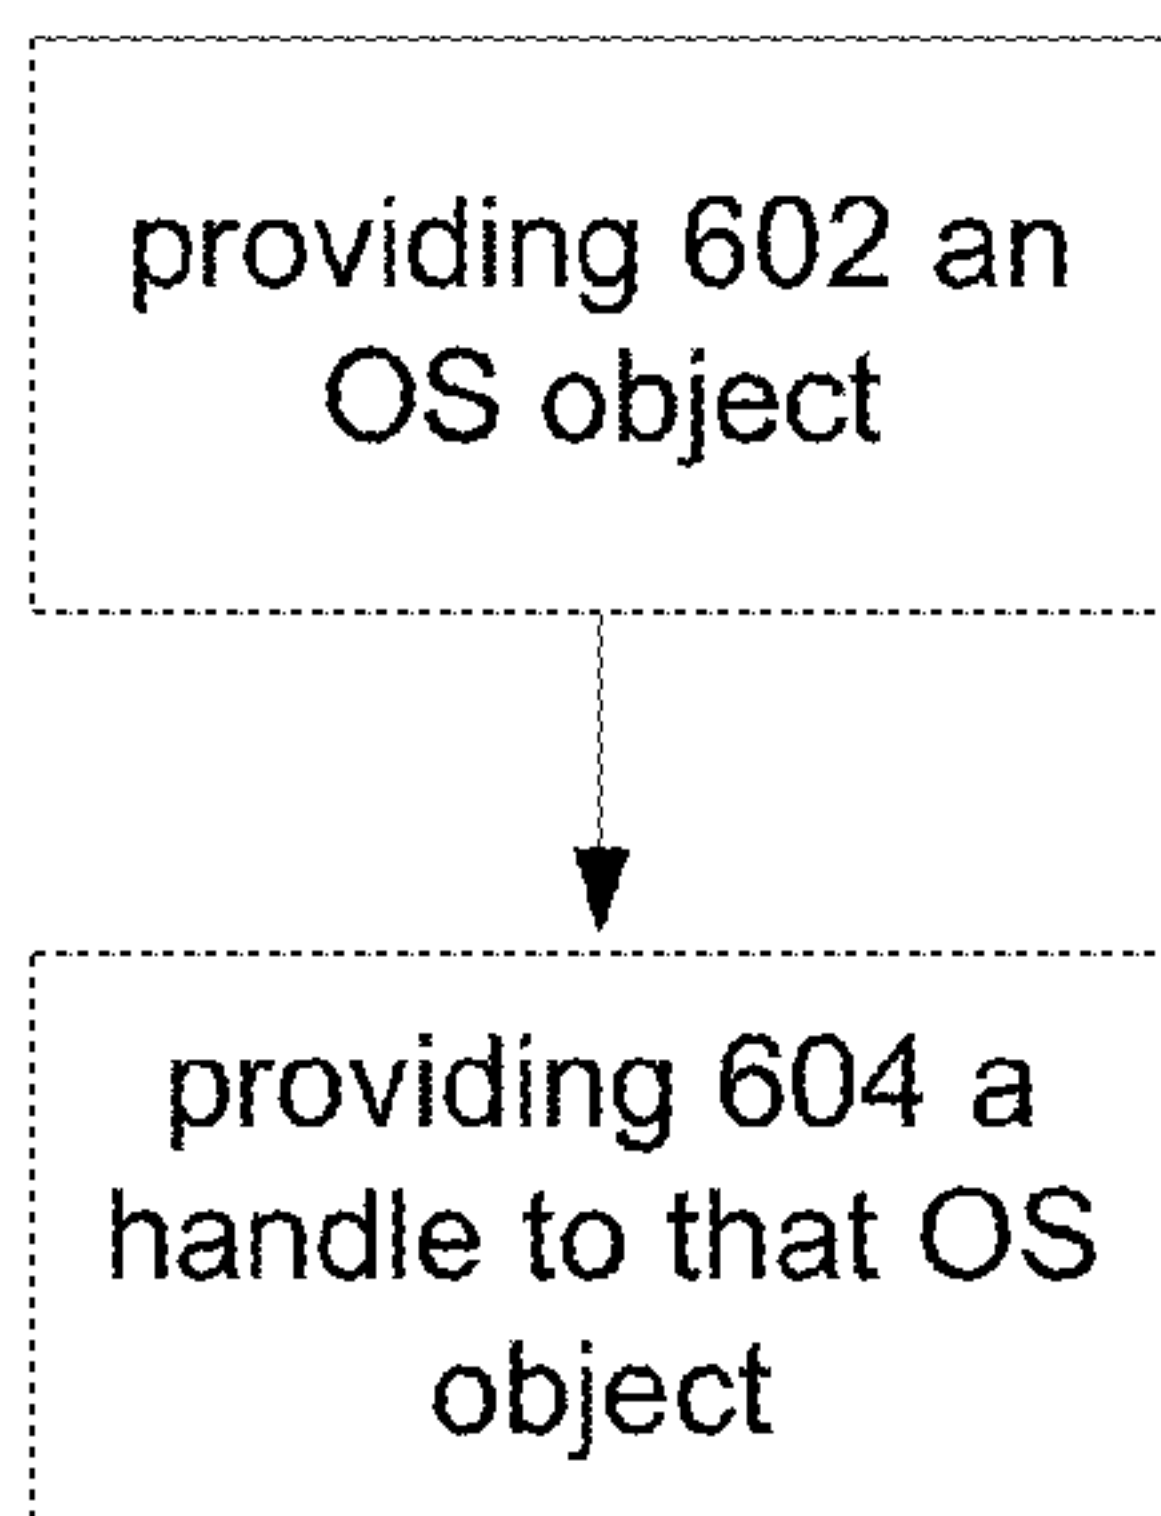 providing 602 an
OS object
providing 604 a
handle to that OS
object